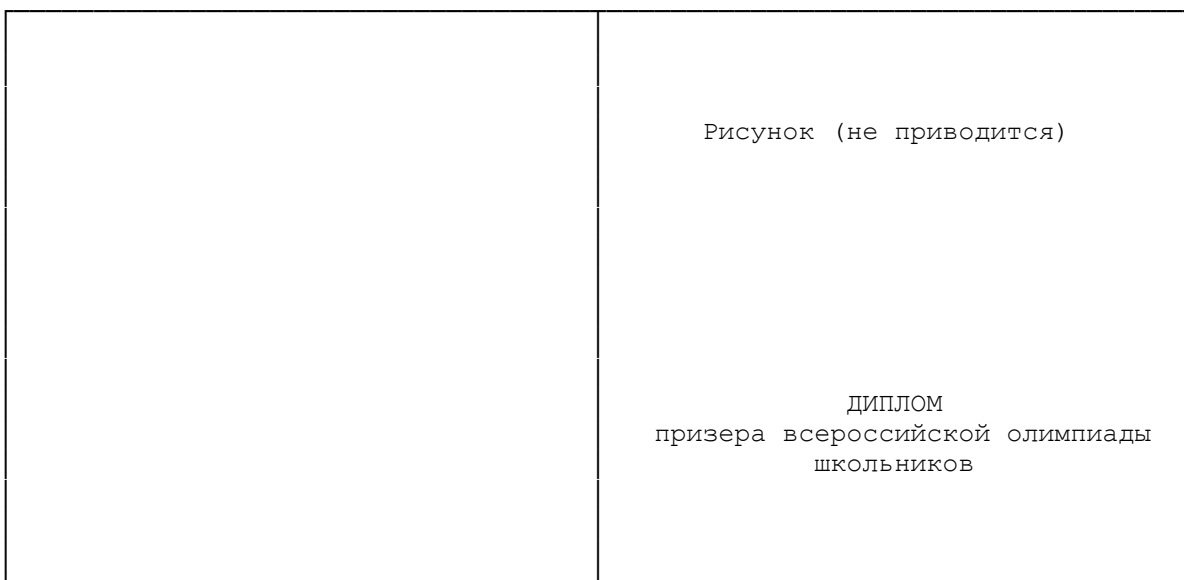 Рисунок (не приводится)
ДИПЛОМ
призера всероссийской олимпиады
школьников